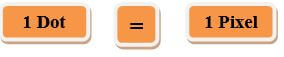 1 Dot = 1 Pixel